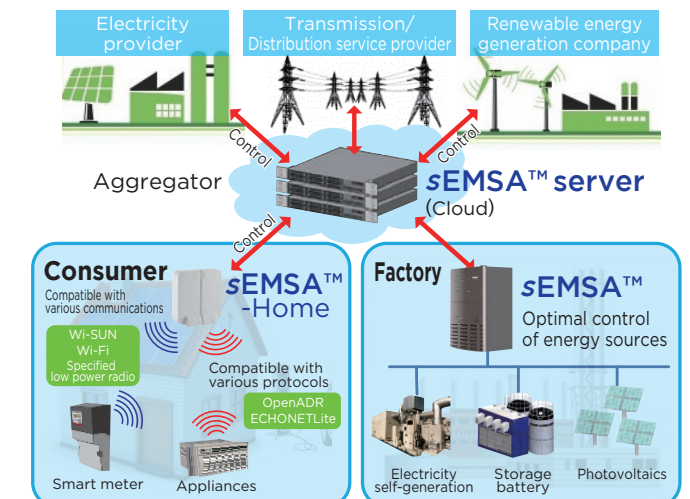 Electricity
provider
Transmission/
Distribution service provider
Renewable energy
generation company
Control
Control
Aggregator
sEMSA™ server
(Cloud)
Control
Consumer
Compatible with
various communications
sEMSA™
-Home
Wi-SUN
Wi-Fi
Specified
low power radio
Compatible with
various protocols
OpenADR
ECHONETLite
Smart meter
Appliances
Factory
sEMSA™
Optimal control
of energy sources
Electricity
self-generation
Storage
battery
Photovoltaics